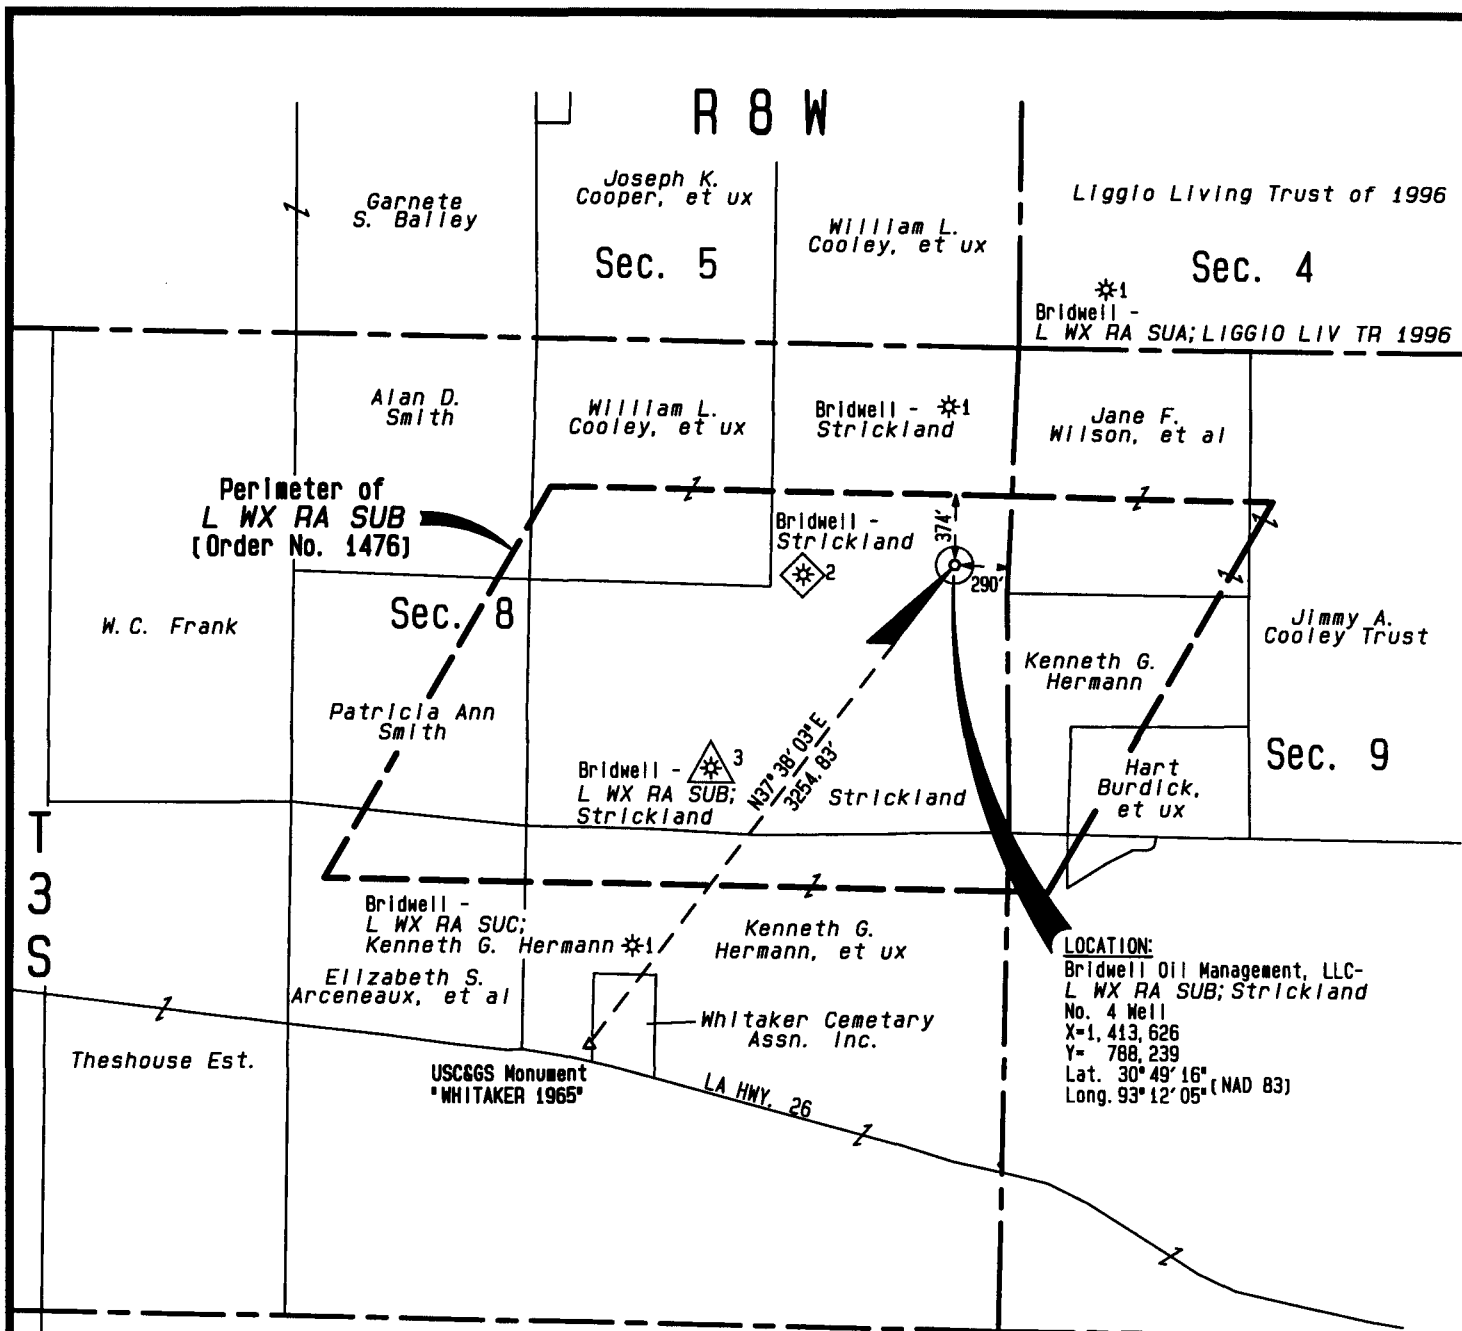 R 8 W
Garnete
S. Bailey
Joseph K.
Cooper, et ux
William L.
Cooley, et ux
Liggio Living Trust of 1996
Sec. 5
Sec. 4
1
Bridwell -
L WX RA SUA; LIGGIO LIV TR 1996
Alan D.
Smith
William L.
Cooley, et ux
Bridwell - 1
Strickland
Jane F.
Wilson, et al
Perimeter of
L WX RA SUB
[Order No. 1476]
Bridwell -
Strickland
2
374'
290'
W.C. Frank
Sec. 8
Jimmy A.
Cooley Trust
Kenneth G.
Hermann
Patricia Ann
Smith
N37° 38' 03" E
3254.83'
Bridwell - 3
L WX RA SUB;
Strickland
Strickland
Hart
Burdick,
et ux
Sec. 9
T
3
S
Bridwell -
L WX RA SUC;
Kenneth G. Hermann 1
Kenneth G.
Hermann, et ux
Elizabeth S.
Arceneaux, et al
Whitaker Cemetary
Assn. Inc.
LOCATION:
Bridwell Oil Management, LLC-
L WX RA SUB; Strickland
No. 4 Well
X=1,413,626
Y= 788,239
Lat. 30° 49' 16"
Long. 93° 12' 05" (NAD 83)
Theshouse Est.
USC&GS Monument
"WHITAKER 1965"
LA HWY. 26